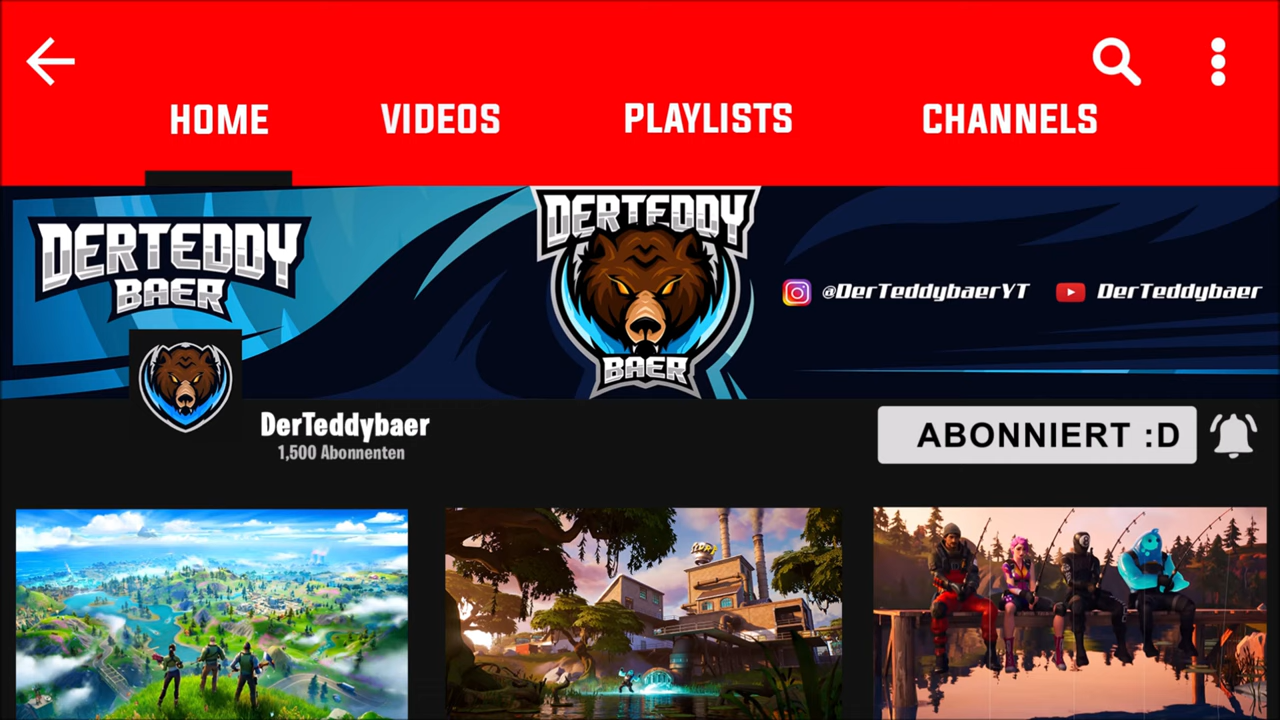 HOME VIDEOS PLAYLISTS CHANNELS
DERTEDDY
BAER
DERTEDDY
BAER
@DerTeddybaerYT DerTeddybaer
DerTeddybaer
1,500 Abonnenten
ABONNIERT :D